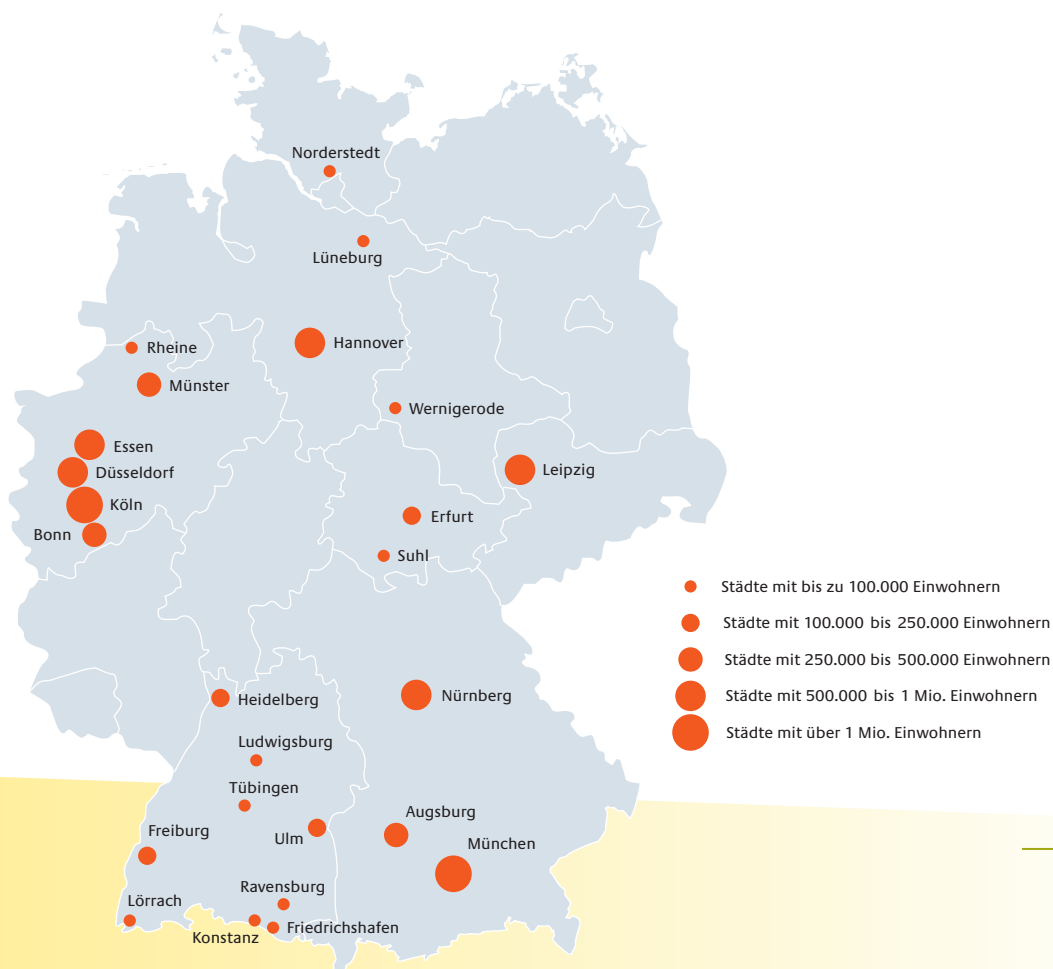 Norderstedt
Lüneburg
Hannover
Rheine
Münster
Wernigerode
Essen
Düsseldorf
Leipzig
Köln
Erfurt
Bonn
Suhl
Städte mit bis zu 100.000 Einwohnern
Städte mit 100.000 bis 250.000 Einwohnern
Städte mit 250.000 bis 500.000 Einwohnern
Städte mit 500.000 bis 1 Mio. Einwohnern
Städte mit über 1 Mio. Einwohnern
Heidelberg
Nürnberg
Ludwigsburg
Tübingen
Augsburg
Freiburg
Ulm
München
Ravensburg
Lörrach
Friedrichshafen
Konstanz